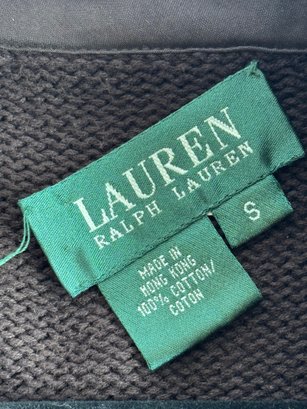 LAUREN
RALPH LAUREN
S
MADE IN
HONG KONG
100% COTTON/
COTON